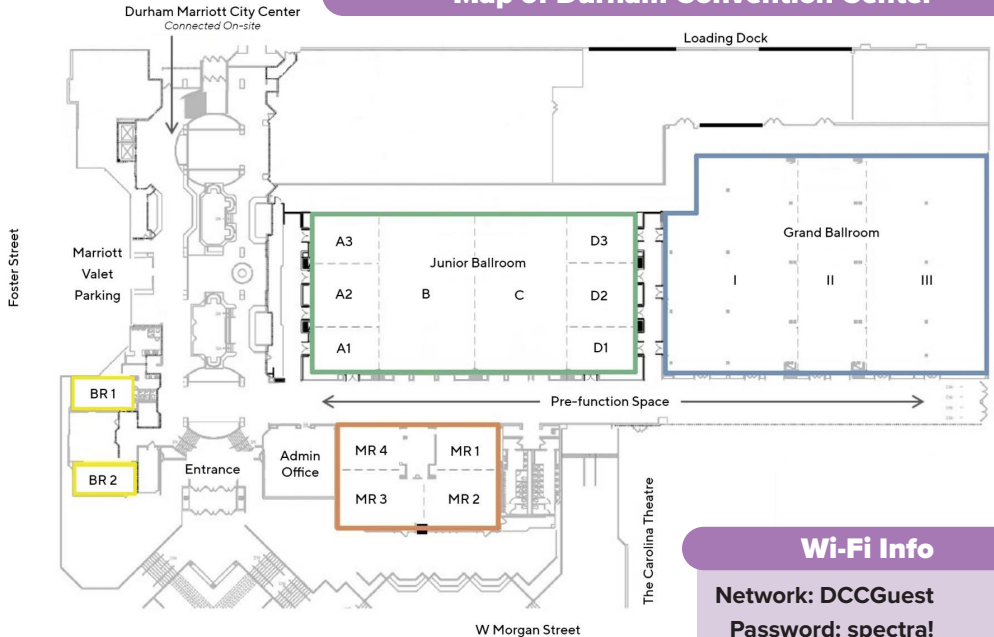 Map of Durham Convention Center
Durham Marriott City Center
Connected On-site
Loading Dock
Foster Street
Marriott
Valet
Parking
A3
A2
A1
Junior Ballroom
B
C
D3
D2
D1
Grand Ballroom
I
II
III
BR 1
BR 2
Pre-function Space
Entrance
Admin
Office
MR 4
MR 1
MR 3
MR 2
The Carolina Theatre
W Morgan Street
Wi-Fi Info
Network: DCCGuest
Password: spectra!